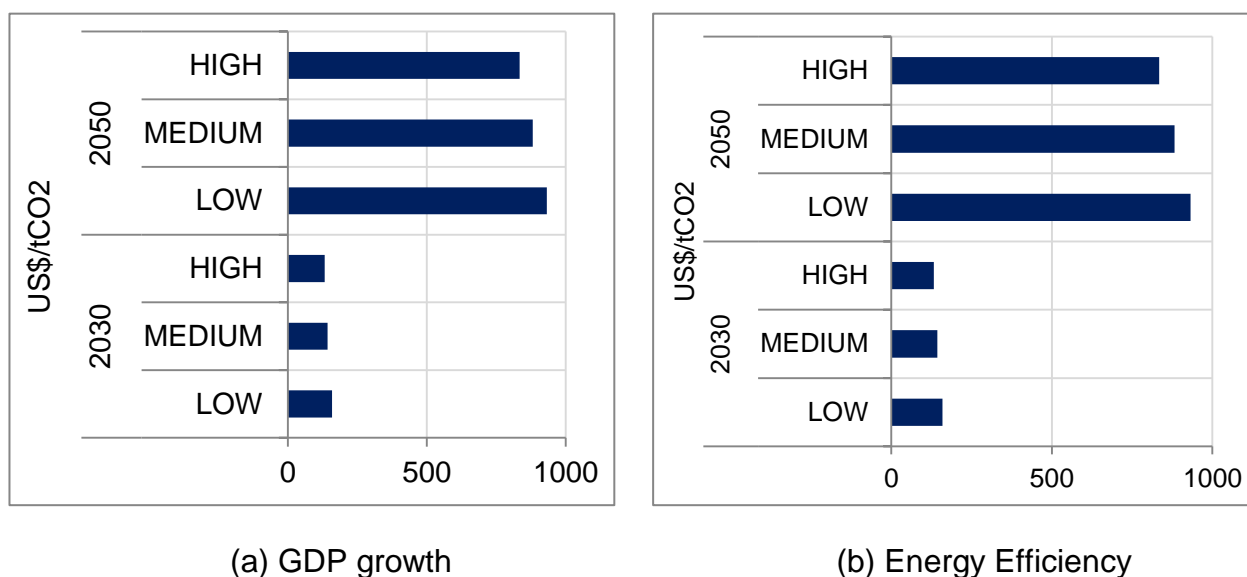 US$/tCO2
2050
HIGH
MEDIUM
LOW
2030
HIGH
MEDIUM
LOW
0 500 1000
(a) GDP growth
US$/tCO2
2050
HIGH
MEDIUM
LOW
2030
HIGH
MEDIUM
LOW
0 500 1000
(b) Energy Efficiency